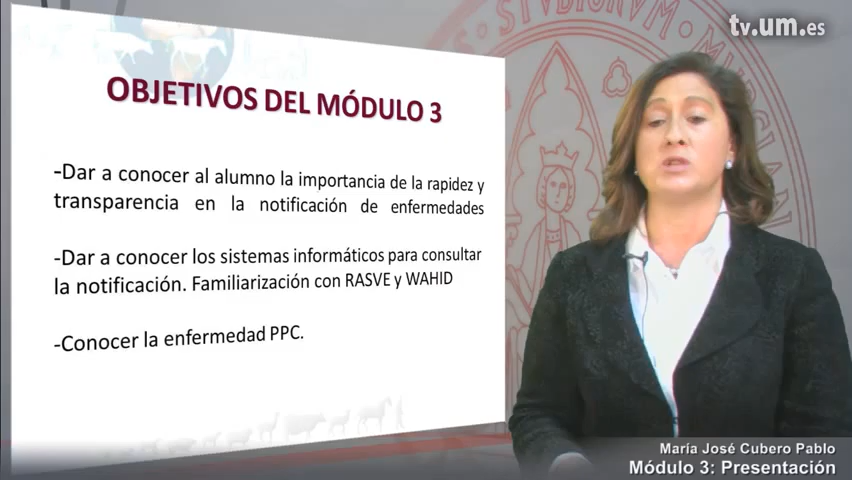 tv.um.es
OBJETIVOS DEL MÓDULO 3
-Dar a conocer al alumno la importancia de la rapidez y
transparencia en la notificación de enfermedades
-Dar a conocer los sistemas informáticos para consultar
la notificación. Familiarización con RASVE y WAHID
-Conocer la enfermedad PPC.
María José Cubero Pablo
Módulo 3: Presentación